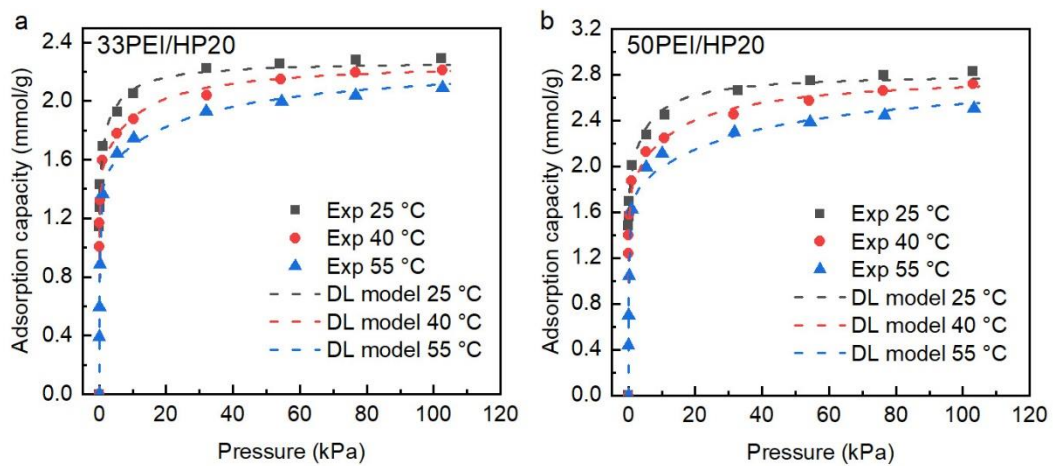 a
33PEI/HP20
Adsorption capacity (mmol/g)
2.4
2.0
1.6
1.2
0.8
0.4
0.0
Exp 25 °C
Exp 40 °C
Exp 55 °C
DL model 25 °C
DL model 40 °C
DL model 55 °C
0 20 40 60 80 100 120
Pressure (kPa)
b
50PEI/HP20
Adsorption capacity (mmol/g)
3.2
2.8
2.4
2.0
1.6
1.2
0.8
0.4
0.0
Exp 25 °C
Exp 40 °C
Exp 55 °C
DL model 25 °C
DL model 40 °C
DL model 55 °C
0 20 40 60 80 100 120
Pressure (kPa)